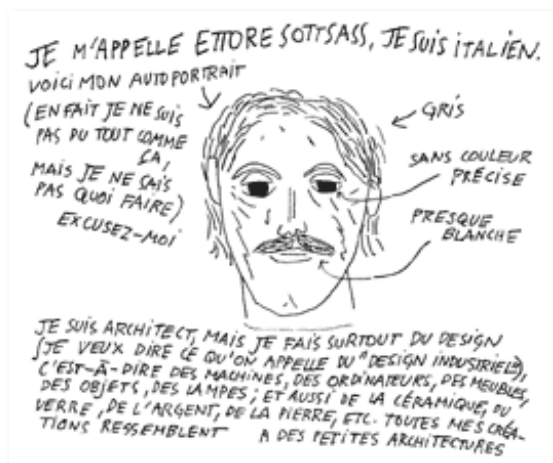 JE M'APPELLE ETTORE SOTTSASS, JE SUIS ITALIEN.
VOICI MON AUTOPORTRAIT
(EN FAIT JE NE SUIS
PAS DU TOUT COMME
ÇA,
MAIS JE NE SAIS
PAS QUOI FAIRE)
EXCUSEZ-MOI
GRIS
SANS COULEUR
PRÉCISE
PRESQUE
BLANCHE
JE SUIS ARCHITECT, MAIS JE FAIS SURTOUT DU DESIGN
(JE VEUX DIRE CE QU'ON APPELLE DU "DESIGN INDUSTRIEL"),
C'EST-À-DIRE DES MACHINES, DES ORDINATEURS, DES MEUBLES,
DES OBJETS, DES LAMPES; ET AUSSI DE LA CÉRAMIQUE, DU
VERRE, DE L'ARGENT, DE LA PIERRE, ETC. TOUTES MES CRÉA-
TIONS RESSEMBLENT A DES PETITES ARCHITECTURES